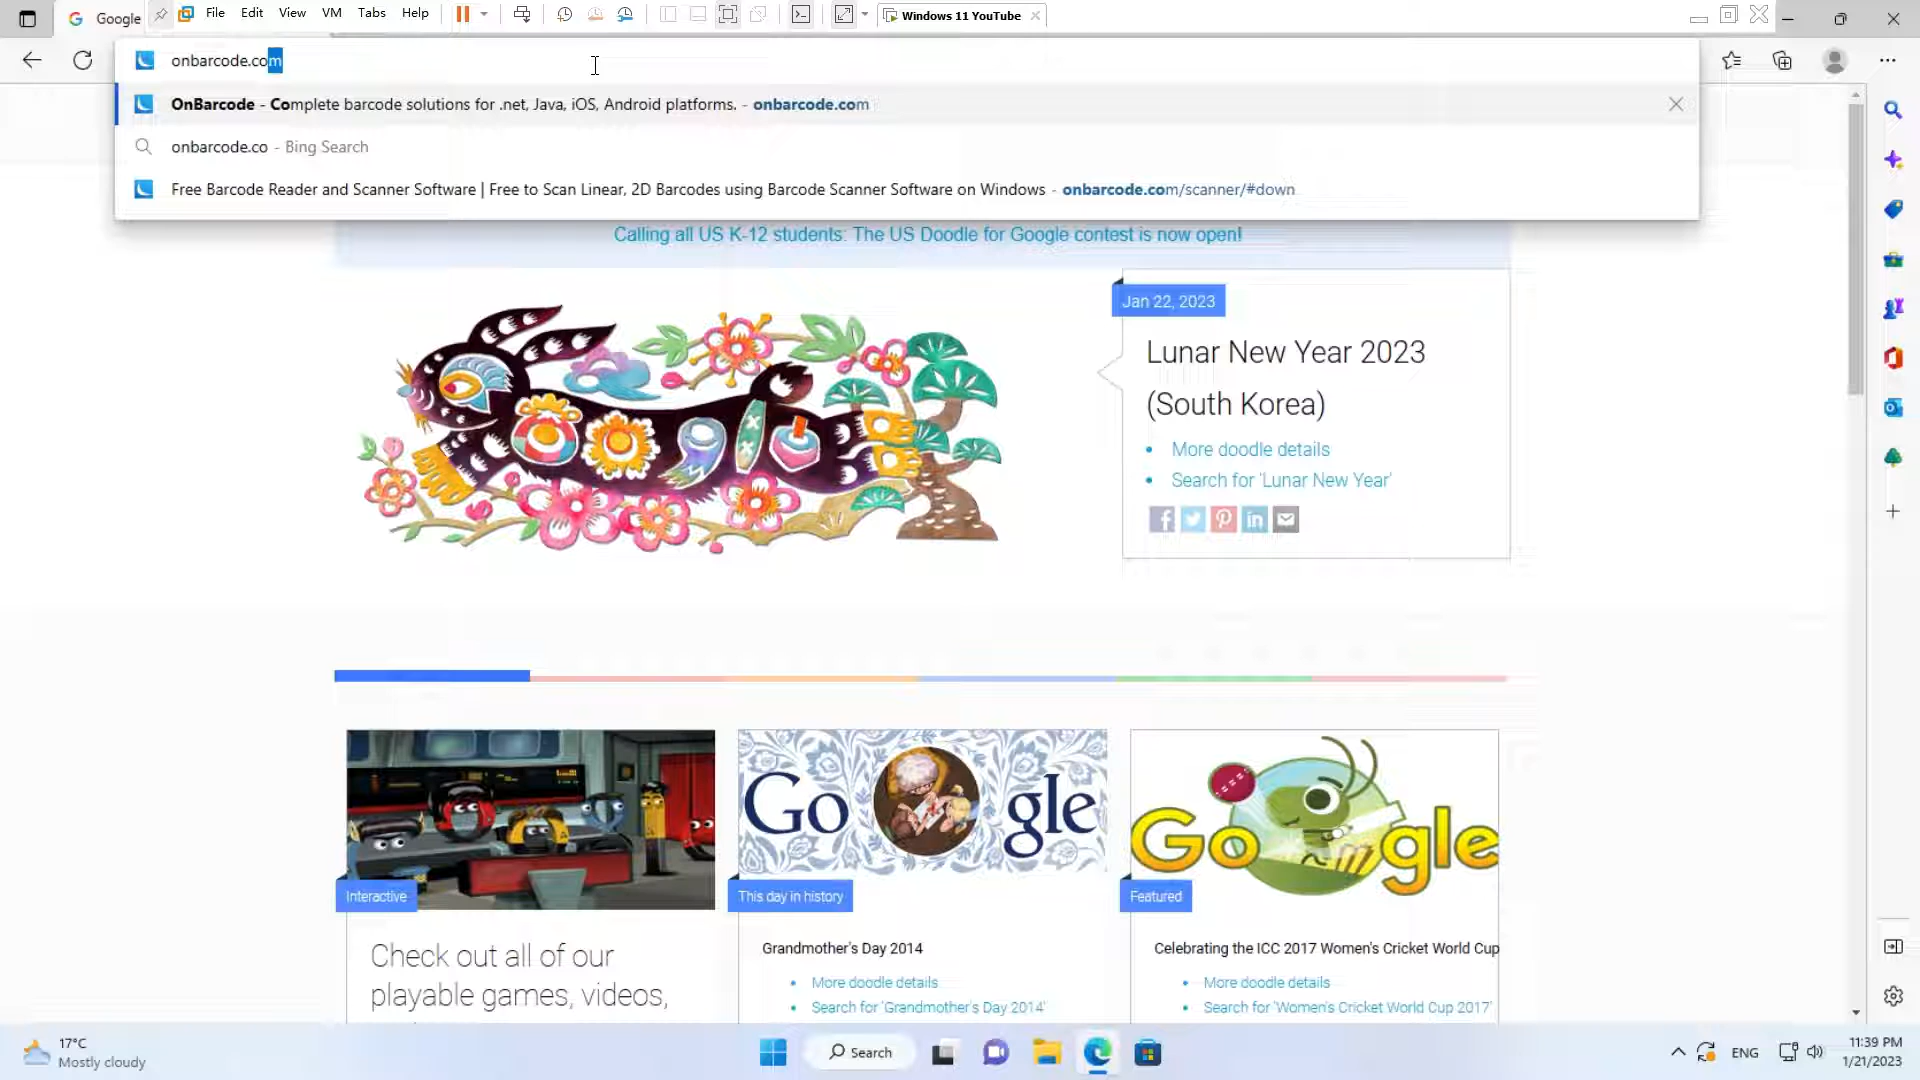 Google
File
Edit
View
VM
Tabs
Help
Windows 11 YouTube
onbarcode.com
OnBarcode - Complete barcode solutions for .net, Java, iOS, Android platforms. - onbarcode.com
onbarcode.co - Bing Search
Free Barcode Reader and Scanner Software | Free to Scan Linear, 2D Barcodes using Barcode Scanner Software on Windows - onbarcode.com/scanner/#down
Calling all US K-12 students: The US Doodle for Google contest is now open!
Jan 22, 2023
Lunar New Year 2023
(South Korea)
More doodle details
Search for 'Lunar New Year'
Go gle
Google
Interactive
This day in history
Featured
Check out all of our
playable games, videos,
Grandmother's Day 2014
More doodle details
Search for 'Grandmother's Day 2014'
Celebrating the ICC 2017 Women's Cricket World Cup
More doodle details
Search for 'Women's Cricket World Cup 2017'
17°C
Mostly cloudy
Search
ENG
11:39 PM
1/21/2023